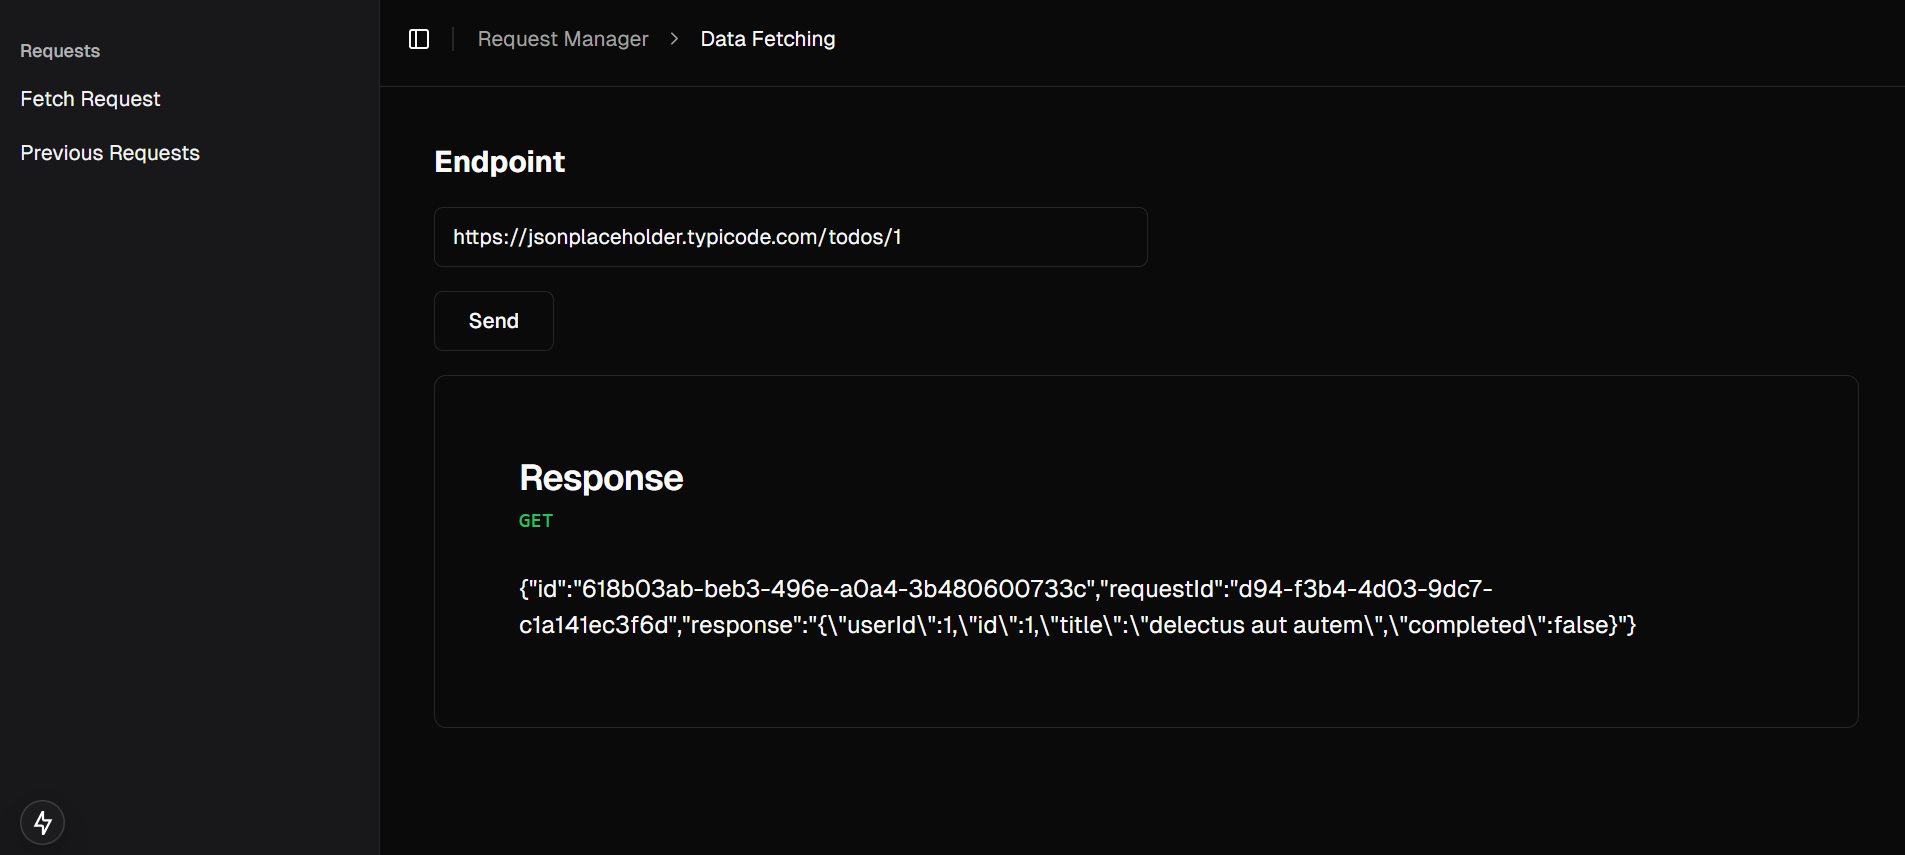 Requests
Fetch Request
Previous Requests
Request Manager > Data Fetching
Endpoint
https://jsonplaceholder.typicode.com/todos/1
Send
Response
GET
{"id":"618b03ab-beb3-496e-a0a4-3b480600733c","requestId":"d94-f3b4-4d03-9dc7-
c1a141ec3f6d","response":"{\"userId\":1,\"id\":1,\"title\":\"delectus aut autem\",\"completed\":false}"}